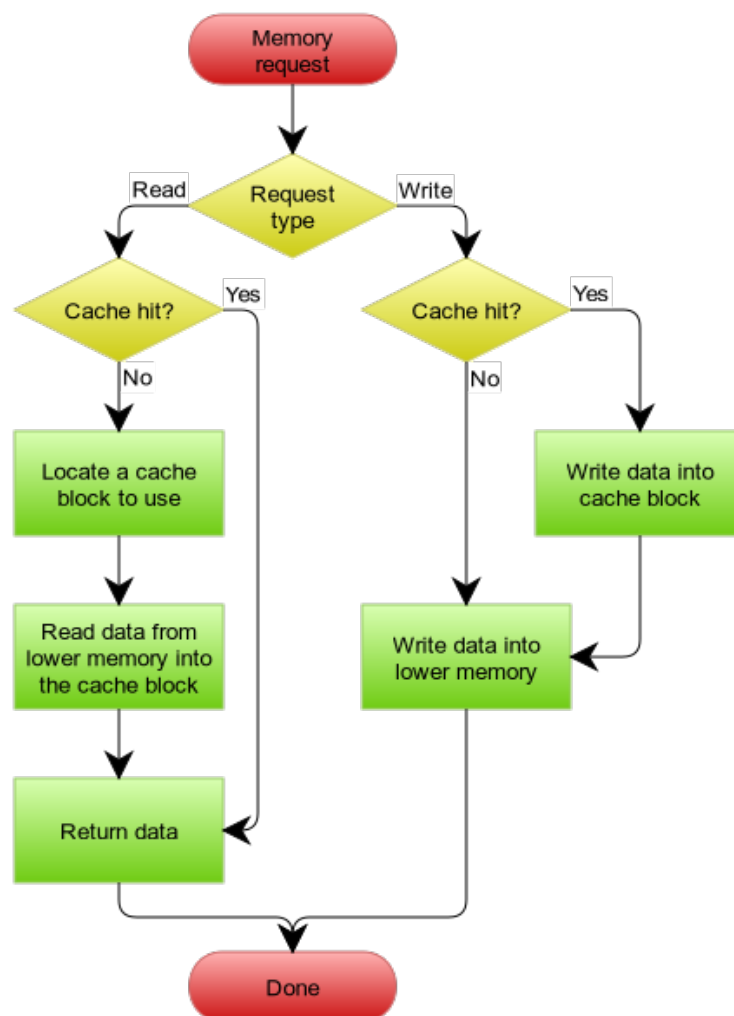 Memory
request
Read
Request
type
Write
Cache hit?
Yes
Cache hit?
Yes
No
No
Locate a cache
block to use
Write data into
cache block
Read data from
lower memory into
the cache block
Write data into
lower memory
Return data
Done